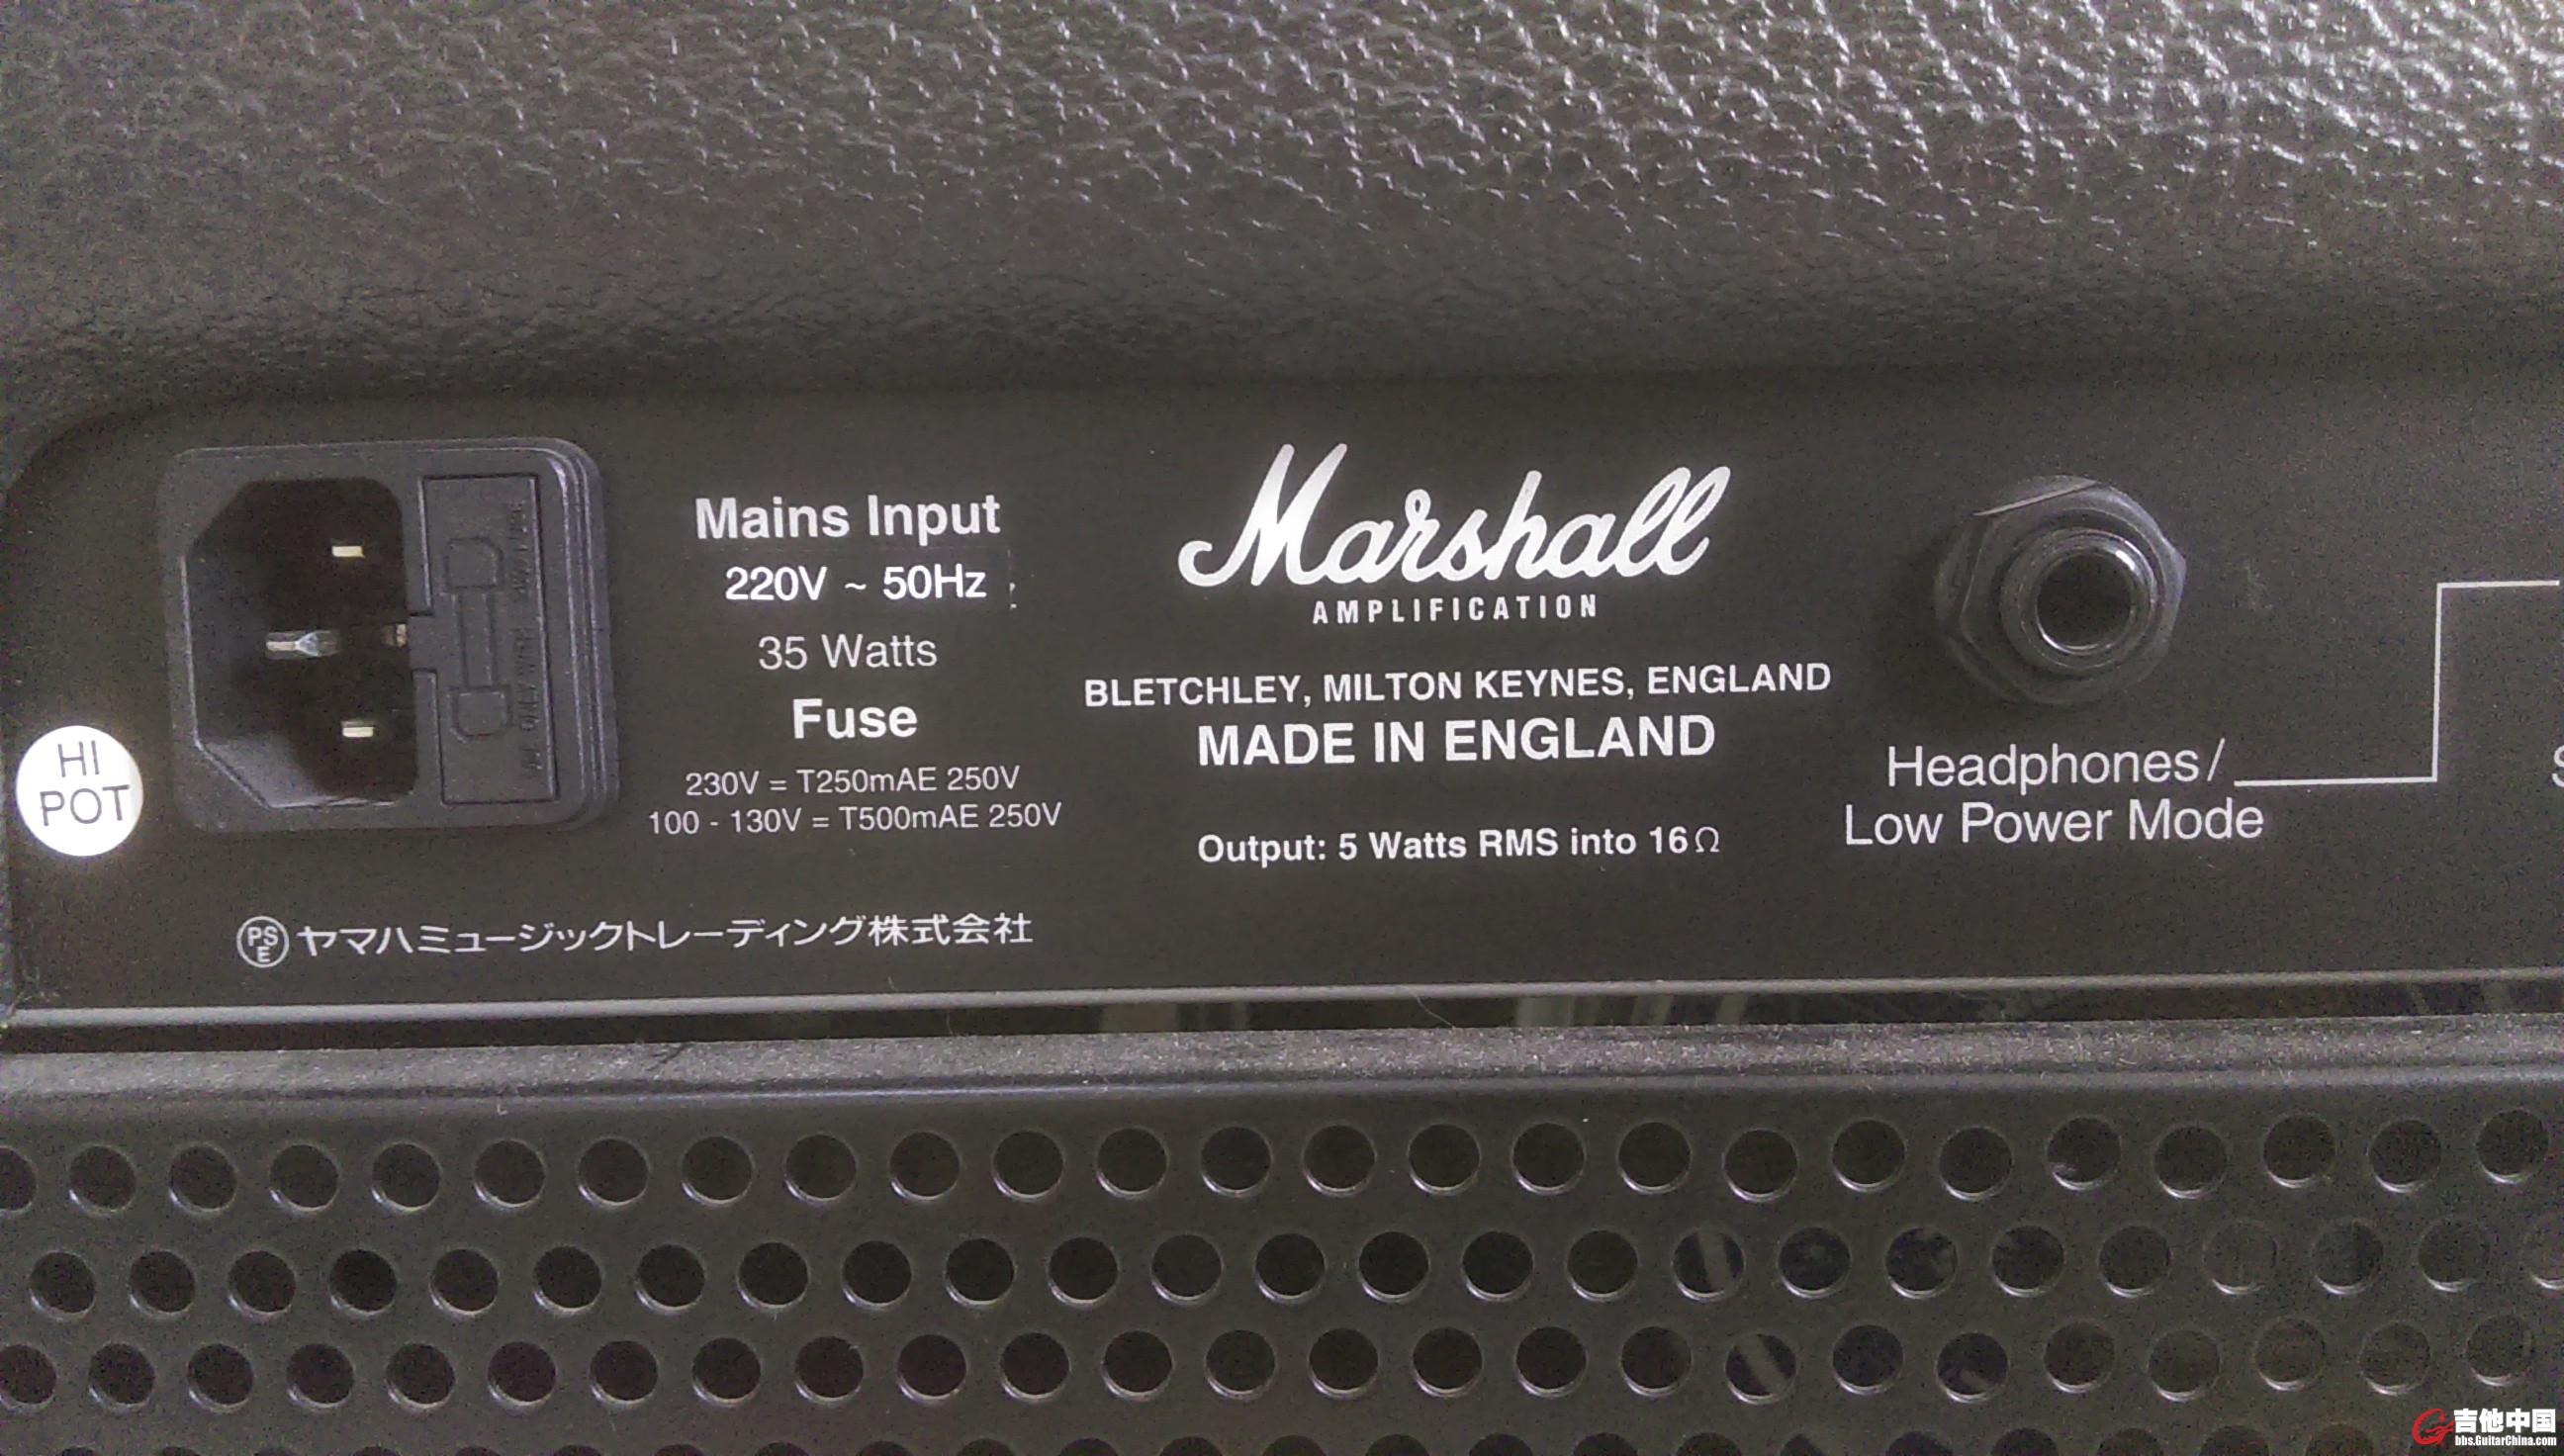 HI
POT
Mains Input
220V ~ 50Hz
35 Watts
Fuse
230V = T250mAE 250V
100 - 130V = T500mAE 250V
PS
E
ヤマハミュージックトレーディング株式会社
Marshall
AMPLIFICATION
BLETCHLEY, MILTON KEYNES, ENGLAND
MADE IN ENGLAND
Output: 5 Watts RMS into 16Ω
Headphones/
Low Power Mode
S
吉他中国
bbs.GuitarChina.com